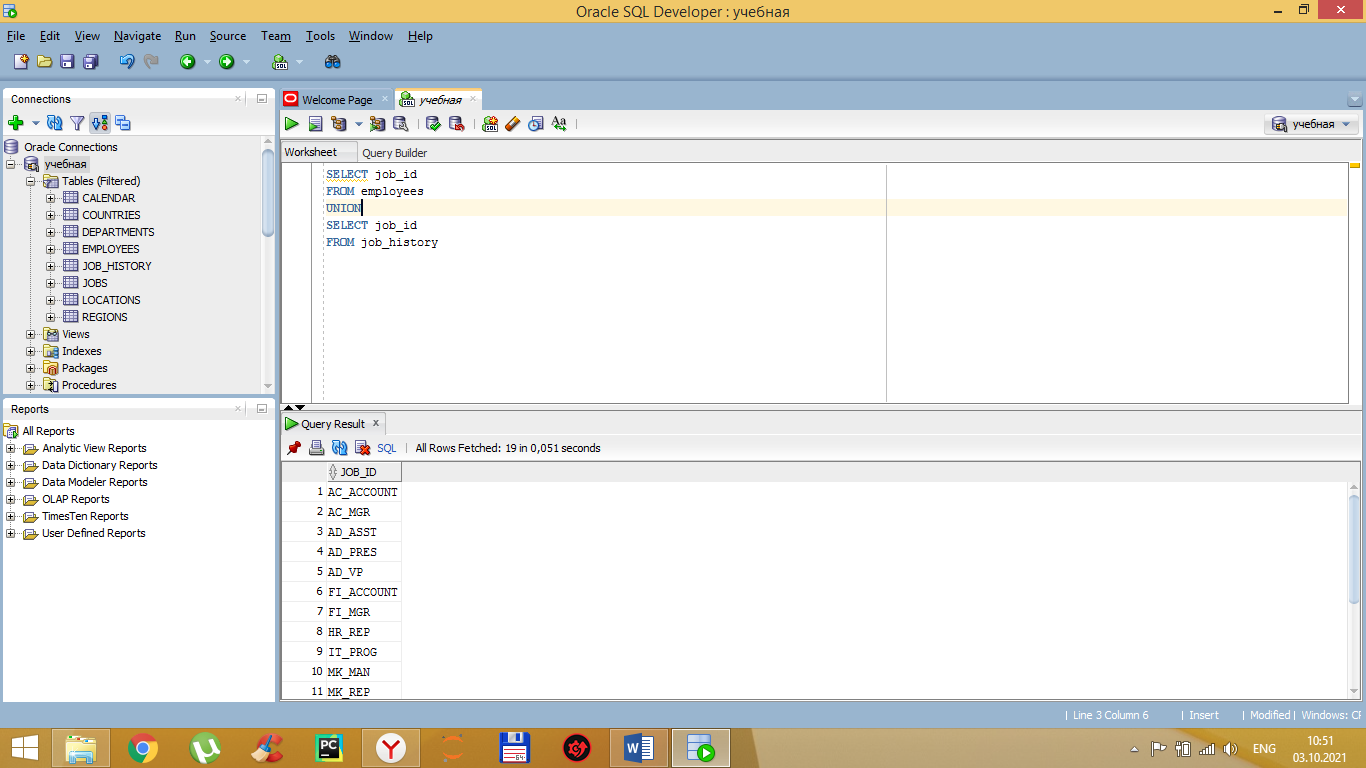 Oracle SQL Developer : учебная
File Edit View Navigate Run Source Team Tools Window Help
Connections
Oracle Connections
учебная
Tables (Filtered)
CALENDAR
COUNTRIES
DEPARTMENTS
EMPLOYEES
JOB_HISTORY
JOBS
LOCATIONS
REGIONS
Views
Indexes
Packages
Procedures
Reports
All Reports
Analytic View Reports
Data Dictionary Reports
Data Modeler Reports
OLAP Reports
TimesTen Reports
User Defined Reports
Welcome Page учебная
учебная
Worksheet Query Builder
SELECT job_id
FROM employees
UNION
SELECT job_id
FROM job_history
Query Result
SQL | All Rows Fetched: 19 in 0,051 seconds
JOB_ID
1 AC_ACCOUNT
2 AC_MGR
3 AD_ASST
4 AD_PRES
5 AD_VP
6 FI_ACCOUNT
7 FI_MGR
8 HR_REP
9 IT_PROG
10 MK_MAN
11 MK_REP
| Line 3 Column 6 | Insert | Modified | Windows: CF
ENG
10:51
03.10.2021